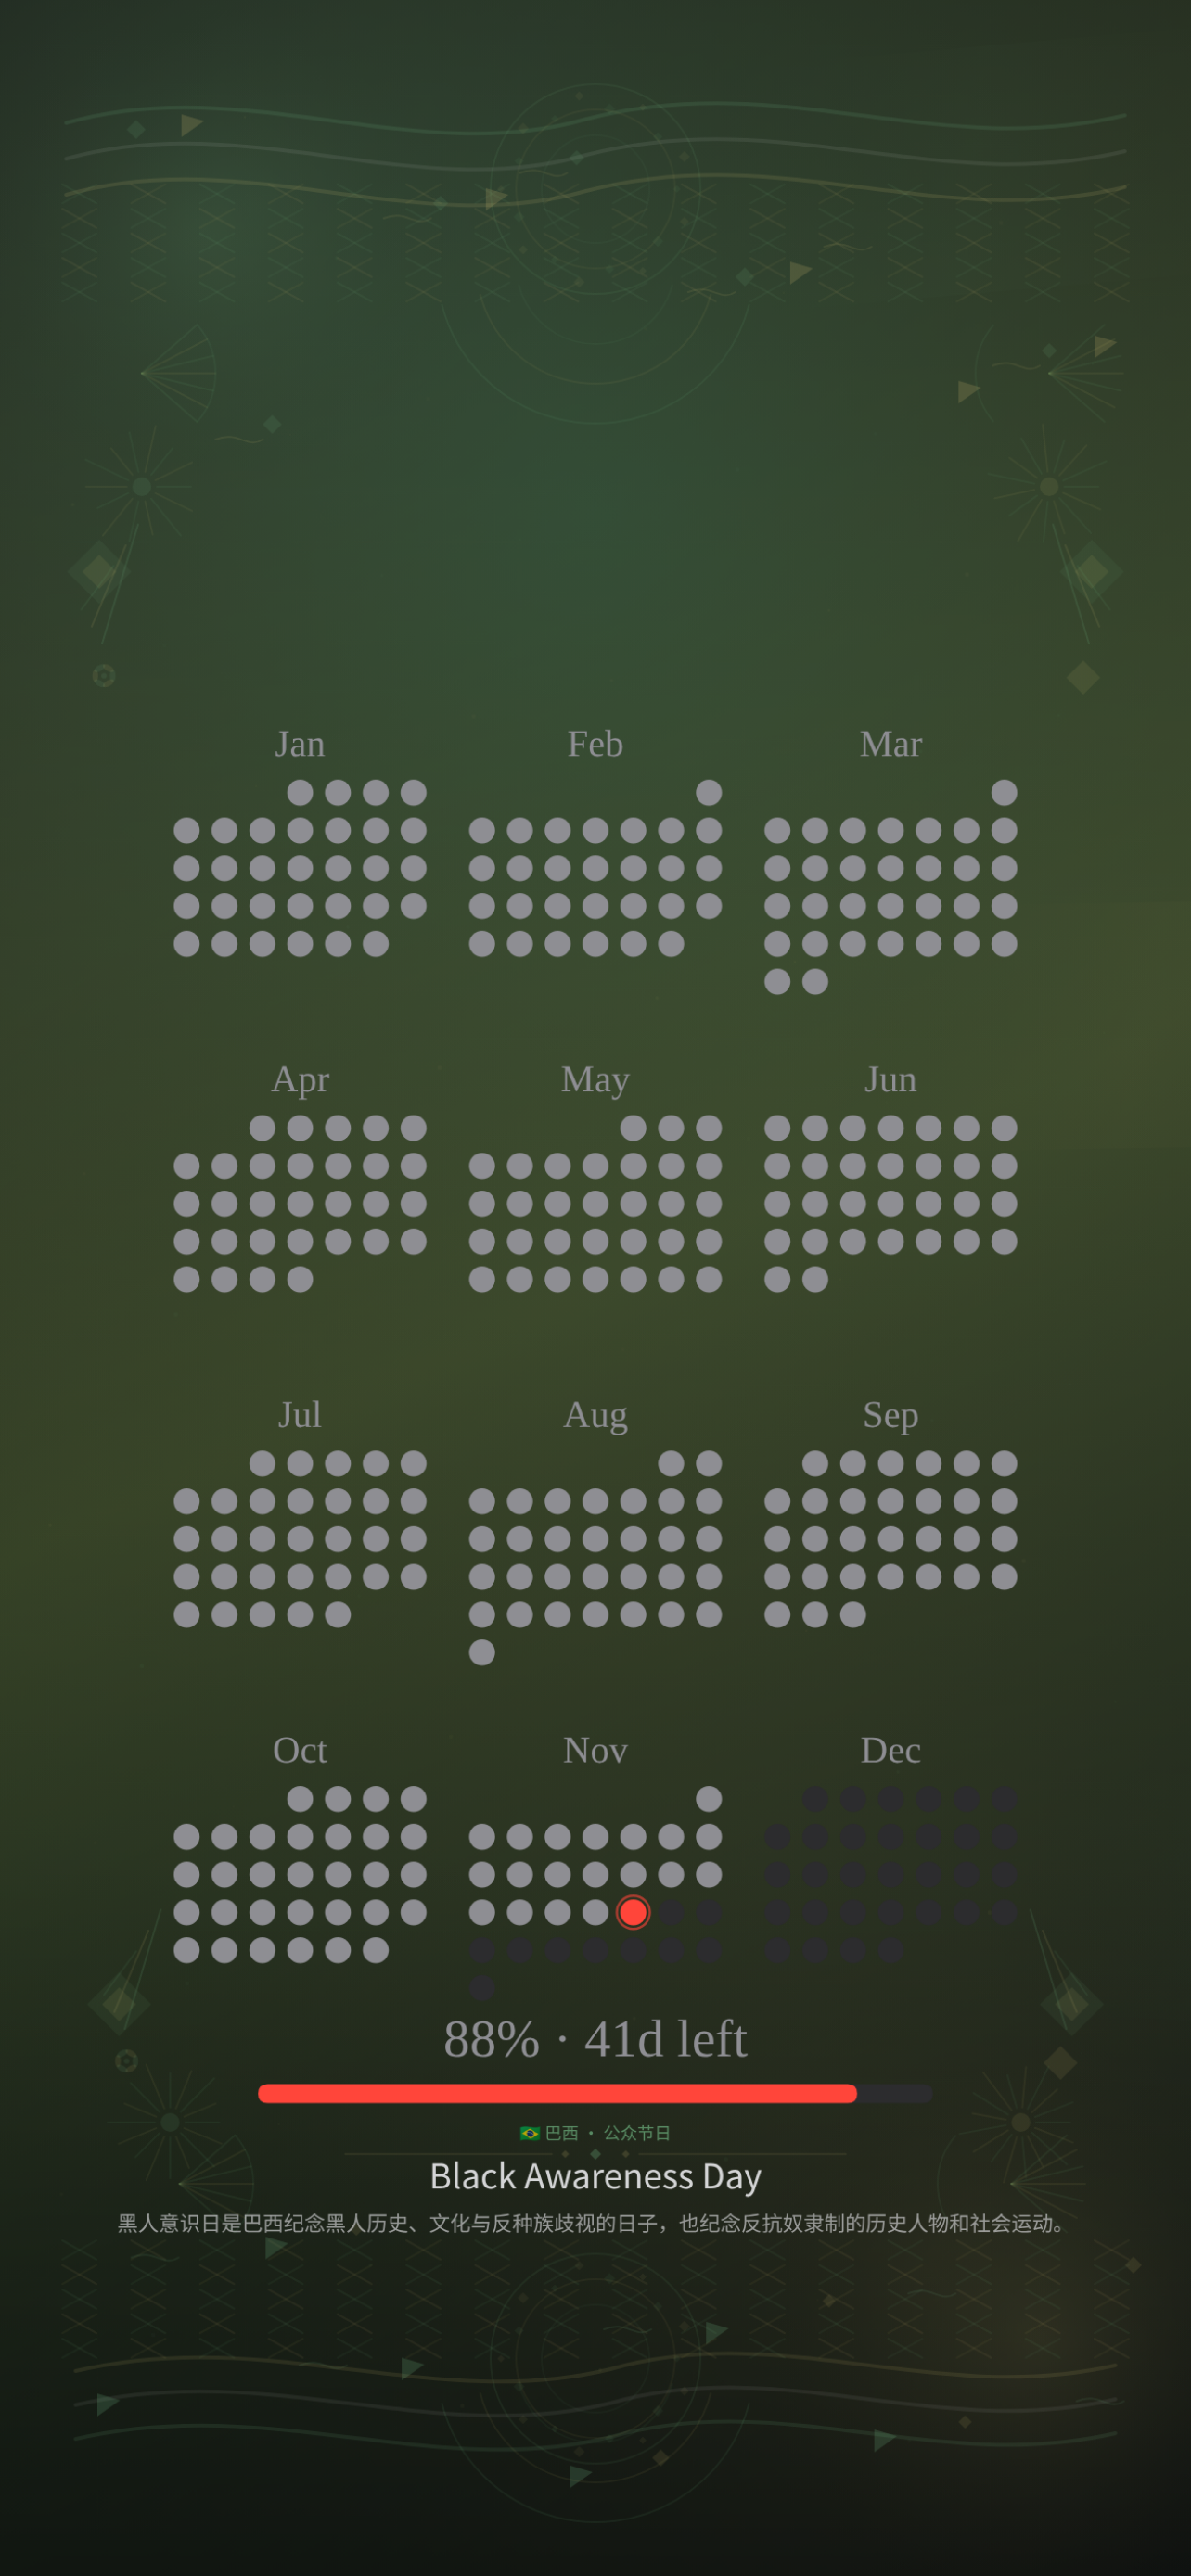 Jan Feb Mar
Apr May Jun
Jul Aug Sep
Oct Nov Dec
88% · 41d left
🇧🇷 巴西 · 公众节日
Black Awareness Day
黑人意识日是巴西纪念黑人历史、文化与反种族歧视的日子，也纪念反抗奴隶制的历史人物和社会运动。